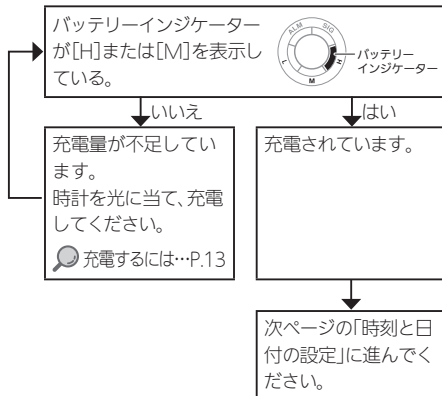 バッテリーインジケーター
が[H]または[M]を表示し
ている。
ALM
SIG
L
M
H
バッテリー
インジケーター
いいえ
はい
充電量が不足してい
ます。
時計を光に当て、充電
してください。
充電するには…P.13
充電されています。
次ページの「時刻と日
付の設定」に進んでく
ださい。